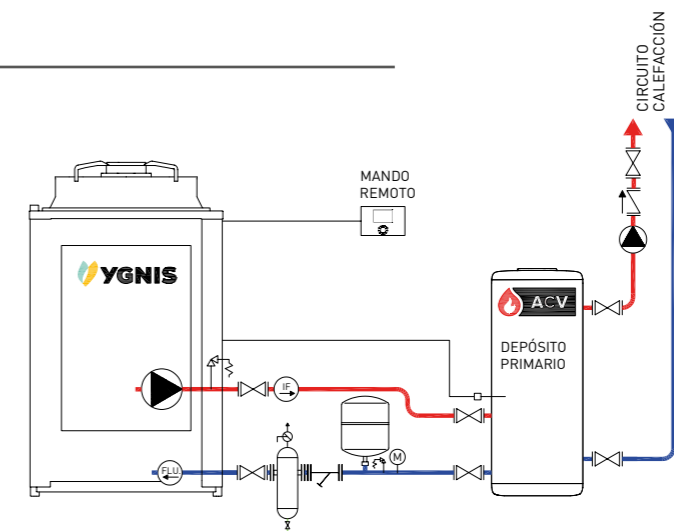 CIRCUITO
CALEFACCIÓN
MANDO
REMOTO
YGNIS
ACV
DEPÓSITO
PRIMARIO
IF
M
FLU.